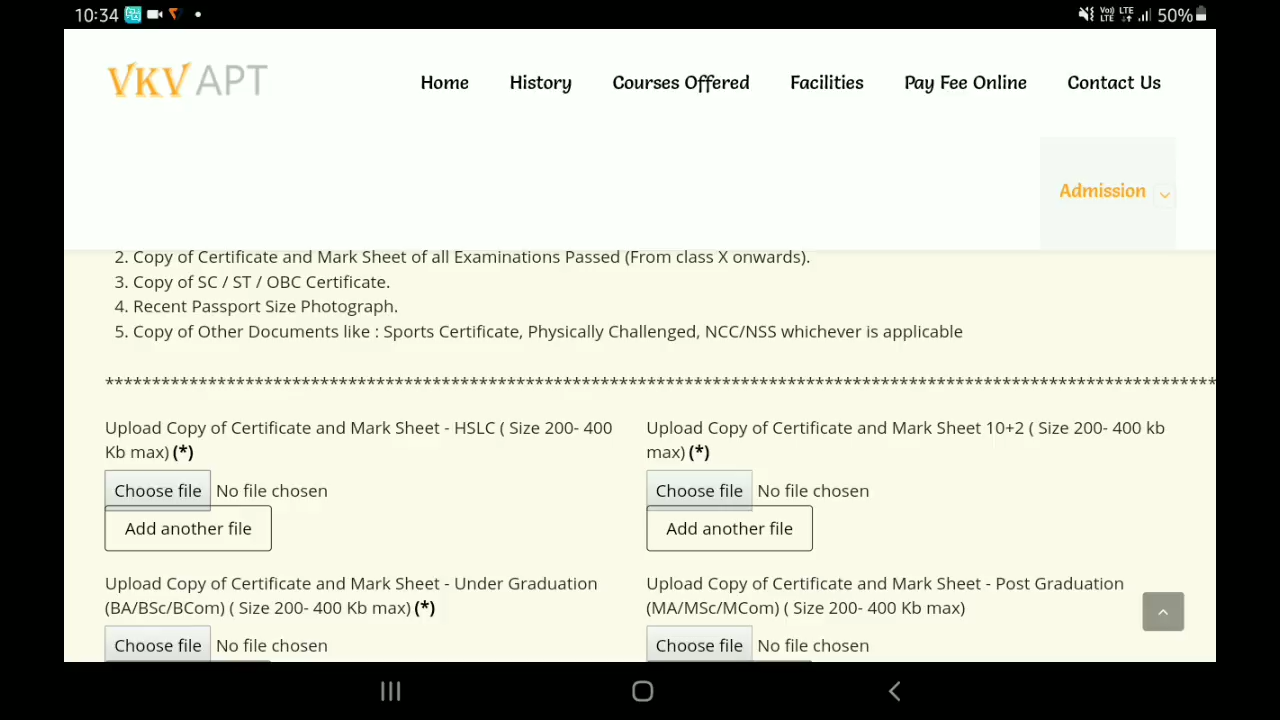 10:34
Vo) LTE LTE 50%
VKV APT
Home History Courses Offered Facilities Pay Fee Online Contact Us
Admission
2. Copy of Certificate and Mark Sheet of all Examinations Passed (From class X onwards).
3. Copy of SC / ST / OBC Certificate.
4. Recent Passport Size Photograph.
5. Copy of Other Documents like : Sports Certificate, Physically Challenged, NCC/NSS whichever is applicable
************************************************************************************************************************
Upload Copy of Certificate and Mark Sheet - HSLC ( Size 200- 400
Kb max) (*)
Choose file No file chosen
Add another file
Upload Copy of Certificate and Mark Sheet 10+2 ( Size 200- 400 kb
max) (*)
Choose file No file chosen
Add another file
Upload Copy of Certificate and Mark Sheet - Under Graduation
(BA/BSc/BCom) ( Size 200- 400 Kb max) (*)
Choose file No file chosen
Upload Copy of Certificate and Mark Sheet - Post Graduation
(MA/MSc/MCom) ( Size 200- 400 Kb max)
Choose file No file chosen